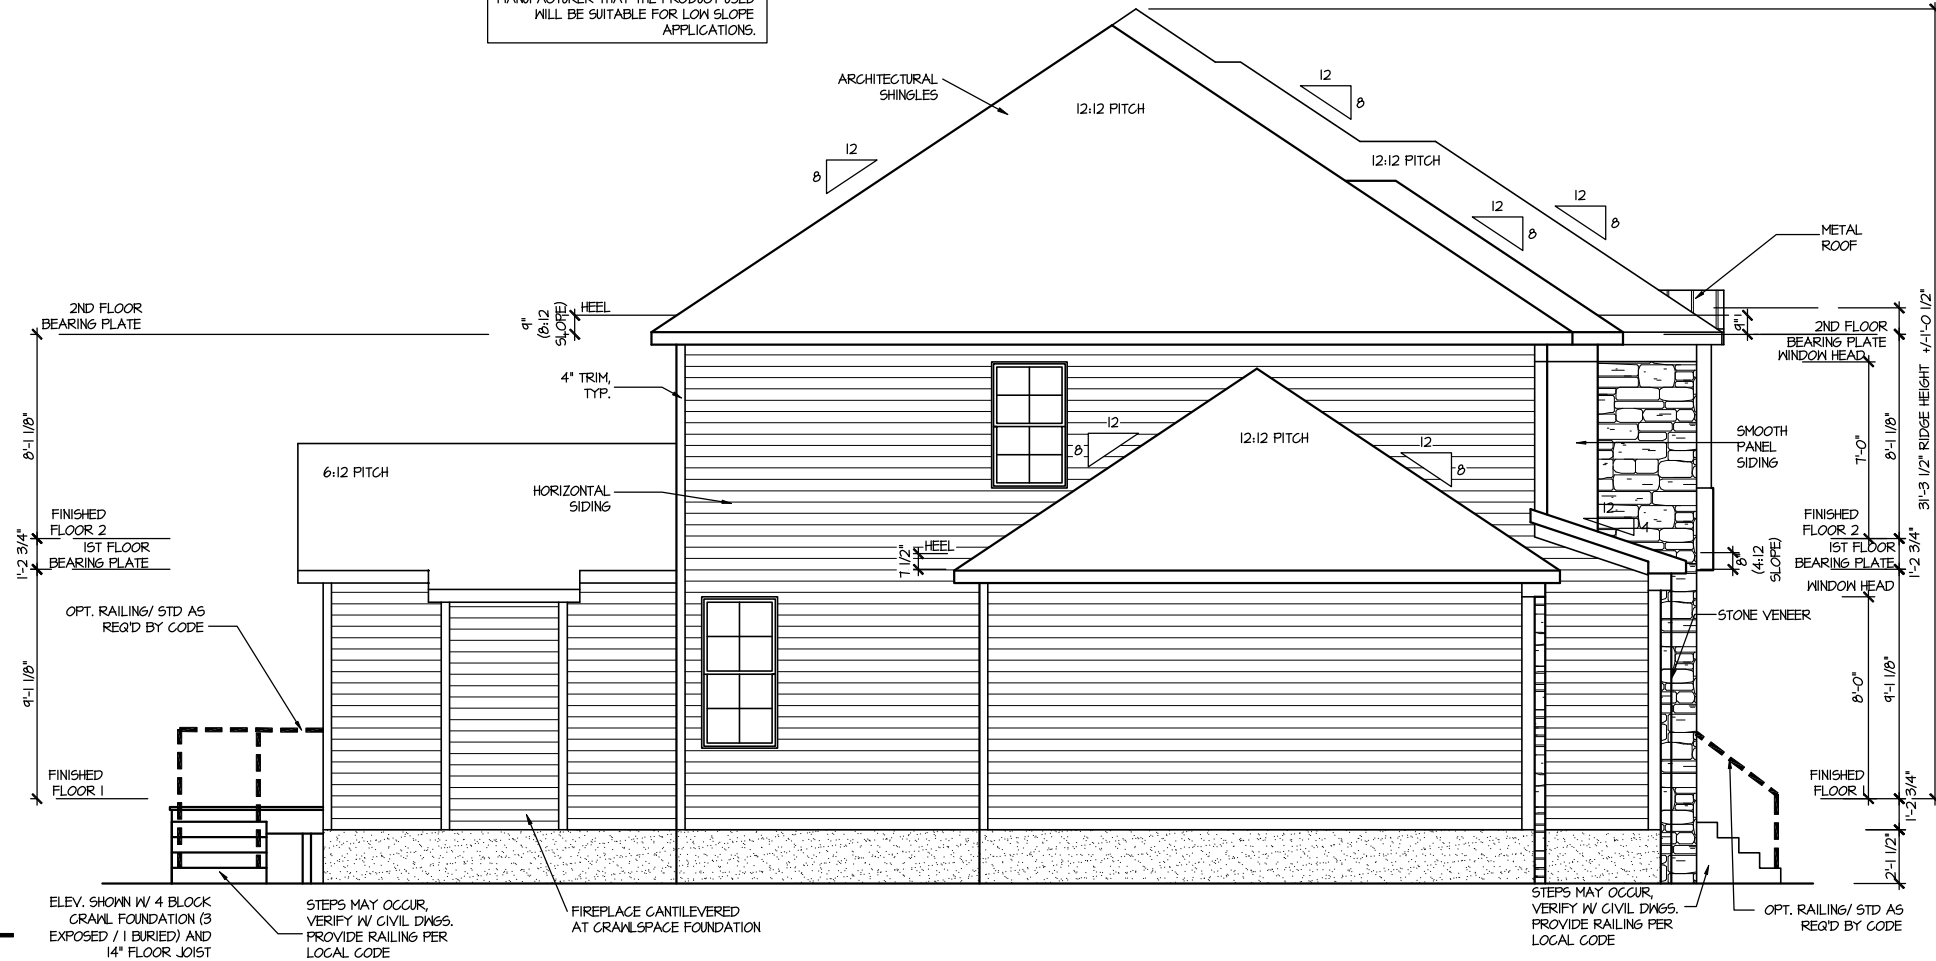 MANUFACTURER THAT THE PRODUCT USED
WILL BE SUITABLE FOR LOW SLOPE
APPLICATIONS.
ARCHITECTURAL
SHINGLES
12:12 PITCH
12
8
12
8
12:12 PITCH
12
8
12
8
METAL
ROOF
2ND FLOOR
BEARING PLATE
9"
(8:12
SLOPE)
HEEL
9"
2ND FLOOR
BEARING PLATE
WINDOW HEAD
31'-3 1/2" RIDGE HEIGHT +/-1'-0 1/2"
4" TRIM,
TYP.
8'-1 1/8"
6:12 PITCH
HORIZONTAL
SIDING
12
8
12:12 PITCH
12
8
SMOOTH
PANEL
SIDING
7'-0"
8'-1 1/8"
FINISHED
FLOOR 2
1ST FLOOR
BEARING PLATE
1'-2 3/4"
7 1/2"
HEEL
12
4
8"
(4:12
SLOPE)
FINISHED
FLOOR 2
1ST FLOOR
BEARING PLATE
1'-2 3/4"
WINDOW HEAD
OPT. RAILING/ STD AS
REQ'D BY CODE
STONE VENEER
9'-1 1/8"
8'-0"
9'-1 1/8"
FINISHED
FLOOR 1
FINISHED
FLOOR 1
1'-2 3/4"
2'-1 1/2"
ELEV. SHOWN W/ 4 BLOCK
CRAWL FOUNDATION (3
EXPOSED / 1 BURIED) AND
14" FLOOR JOIST
STEPS MAY OCCUR,
VERIFY W/ CIVIL DWGS.
PROVIDE RAILING PER
LOCAL CODE
FIREPLACE CANTILEVERED
AT CRAWLSPACE FOUNDATION
STEPS MAY OCCUR,
VERIFY W/ CIVIL DWGS.
PROVIDE RAILING PER
LOCAL CODE
OPT. RAILING/ STD AS
REQ'D BY CODE